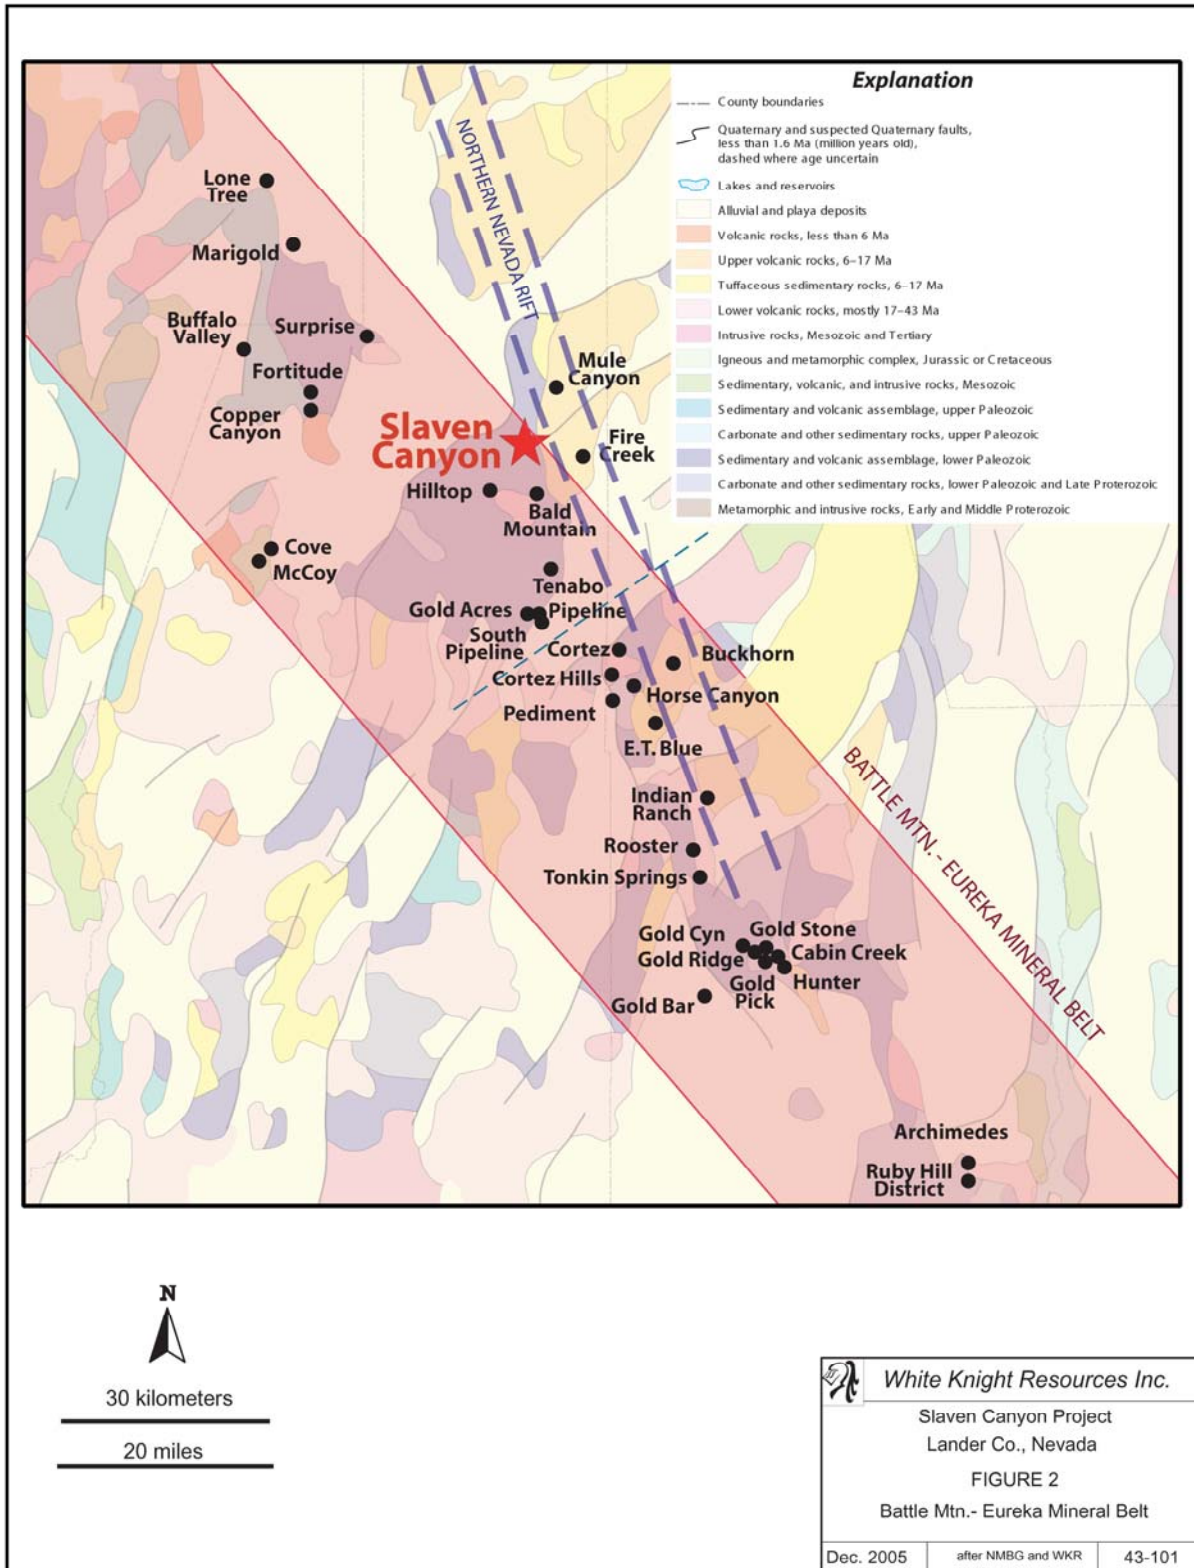 Explanation
County boundaries
Quaternary and suspected Quaternary faults,
less than 1.6 Ma (million years old),
dashed where age uncertain
Lakes and reservoirs
Alluvial and playa deposits
Volcanic rocks, less than 6 Ma
Upper volcanic rocks, 6–17 Ma
Tuffaceous sedimentary rocks, 6–17 Ma
Lower volcanic rocks, mostly 17–43 Ma
Intrusive rocks, Mesozoic and Tertiary
Igneous and metamorphic complex, Jurassic or Cretaceous
Sedimentary, volcanic, and intrusive rocks, Mesozoic
Sedimentary and volcanic assemblage, upper Paleozoic
Carbonate and other sedimentary rocks, upper Paleozoic
Sedimentary and volcanic assemblage, lower Paleozoic
Carbonate and other sedimentary rocks, lower Paleozoic and Late Proterozoic
Metamorphic and intrusive rocks, Early and Middle Proterozoic
NORTHERN NEVADA RIFT
Lone
Tree
Marigold
Buffalo
Valley
Surprise
Fortitude
Copper
Canyon
Mule
Canyon
Slaven
Canyon
Fire
Creek
Hilltop
Bald
Mountain
Cove
McCoy
Tenabo
Gold Acres
Pipeline
South
Pipeline
Cortez
Buckhorn
Cortez Hills
Horse Canyon
Pediment
E.T. Blue
BATTLE MTN.- EUREKA MINERAL BELT
Indian
Ranch
Rooster
Tonkin Springs
Gold Cyn
Gold Stone
Gold Ridge
Cabin Creek
Gold
Pick
Hunter
Gold Bar
Archimedes
Ruby Hill
District
N
30 kilometers
20 miles
White Knight Resources Inc.
Slaven Canyon Project
Lander Co., Nevada
FIGURE 2
Battle Mtn.- Eureka Mineral Belt
Dec. 2005
after NMBG and WKR
43-101